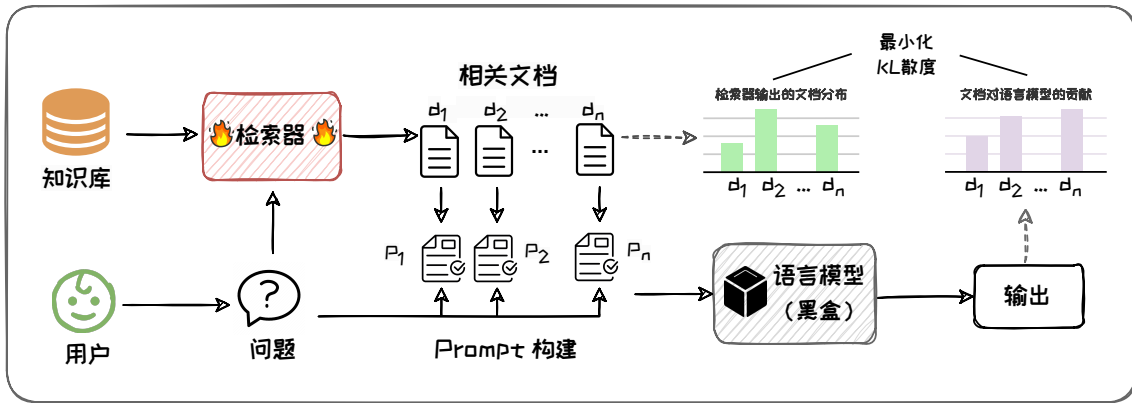 最小化
KL散度
相关文档
检索器输出的文档分布
文档对语言模型的贡献
d1 d2 ... dn
检索器
...
知识库
d1 d2 ... dn
d1 d2 ... dn
P1 P2 Pn
语言模型
（黑盒）
输出
?
用户
问题
Prompt 构建